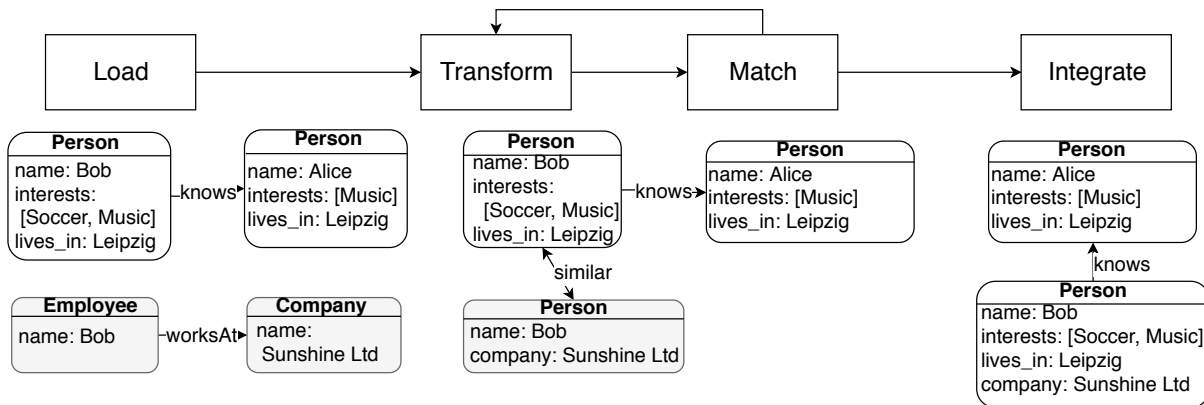 Load
Transform
Match
Integrate
Person
name: Bob
interests:
[Soccer, Music]
lives_in: Leipzig
knows
Person
name: Alice
interests: [Music]
lives_in: Leipzig
Employee
name: Bob
worksAt
Company
name:
Sunshine Ltd
Person
name: Bob
interests:
[Soccer, Music]
lives_in: Leipzig
knows
Person
name: Alice
interests: [Music]
lives_in: Leipzig
similar
Person
name: Bob
company: Sunshine Ltd
Person
name: Alice
interests: [Music]
lives_in: Leipzig
knows
Person
name: Bob
interests: [Soccer, Music]
lives_in: Leipzig
company: Sunshine Ltd